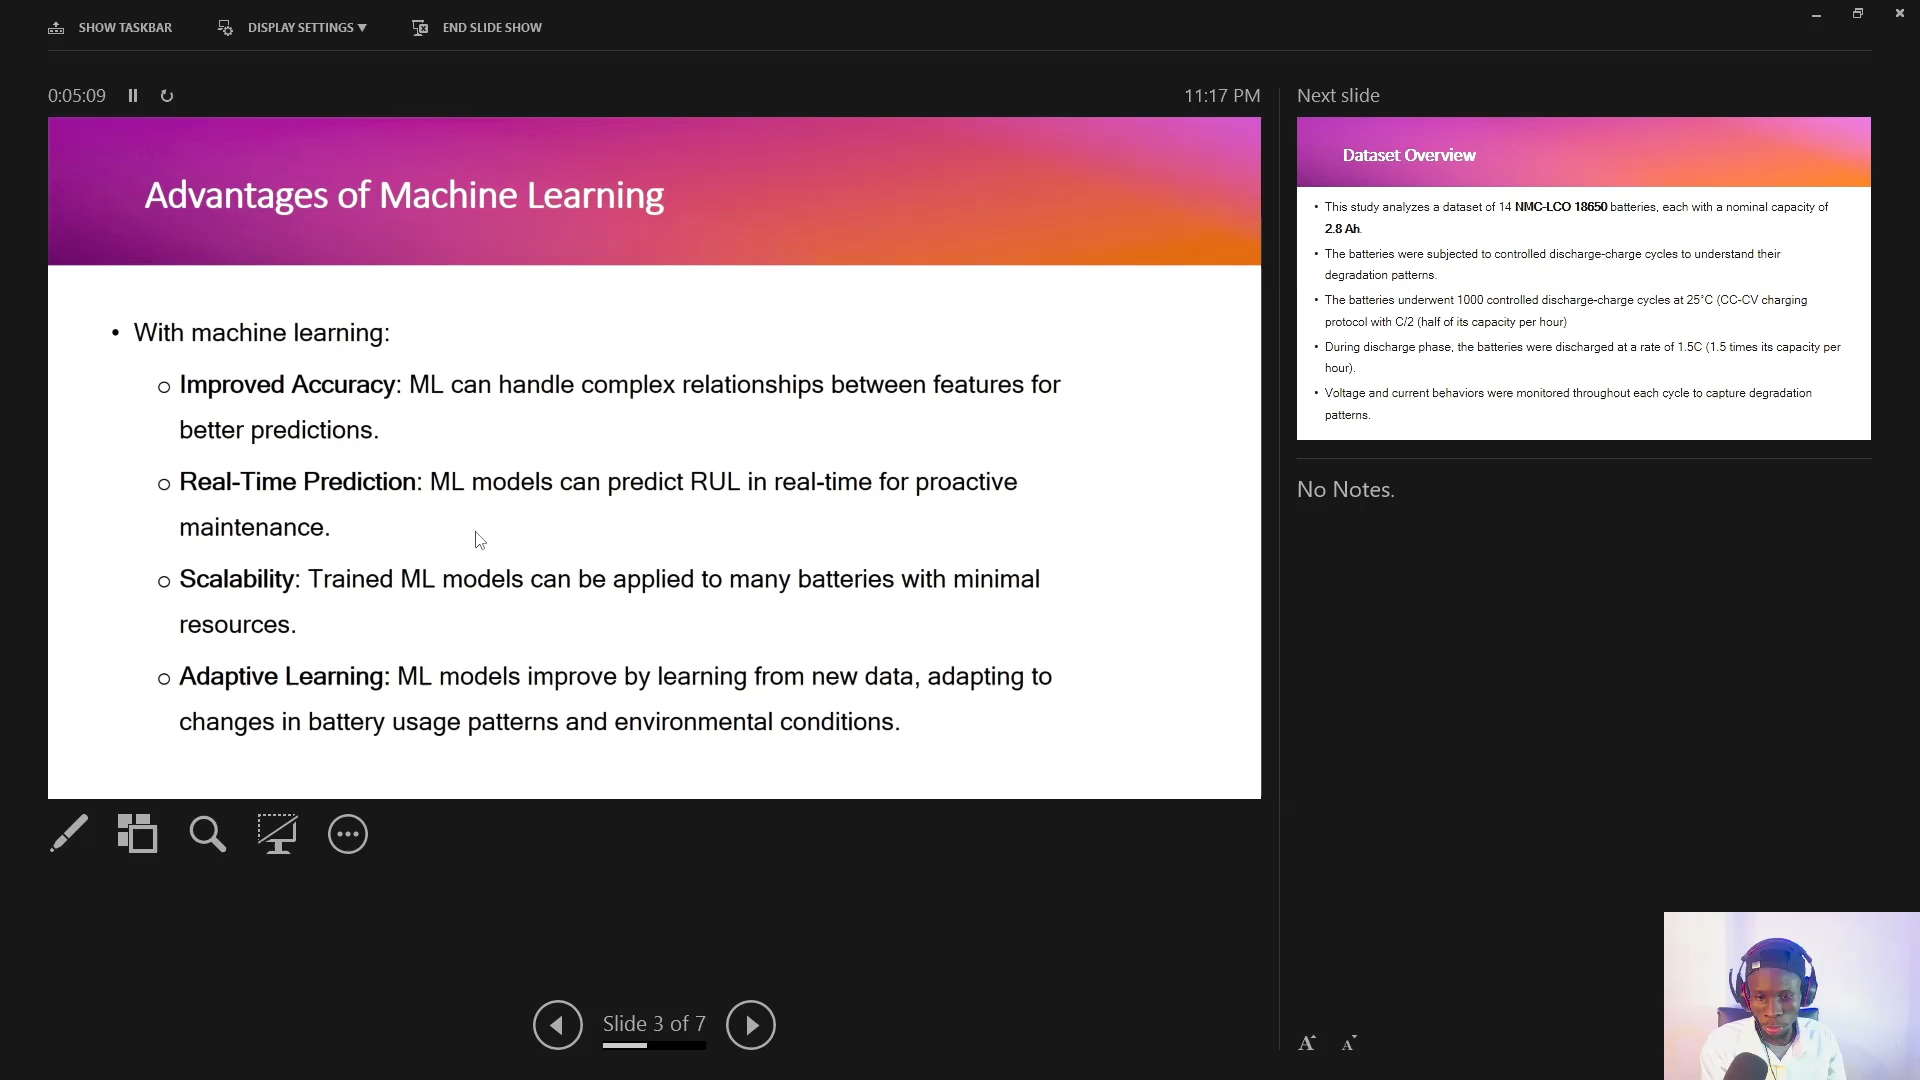 SHOW TASKBAR
DISPLAY SETTINGS ▼
END SLIDE SHOW
0:05:09
11:17 PM
Advantages of Machine Learning
• With machine learning:
o Improved Accuracy: ML can handle complex relationships between features for
better predictions.
o Real-Time Prediction: ML models can predict RUL in real-time for proactive
maintenance.
o Scalability: Trained ML models can be applied to many batteries with minimal
resources.
o Adaptive Learning: ML models improve by learning from new data, adapting to
changes in battery usage patterns and environmental conditions.
Slide 3 of 7
Next slide
Dataset Overview
• This study analyzes a dataset of 14 NMC-LCO 18650 batteries, each with a nominal capacity of
2.8 Ah.
• The batteries were subjected to controlled discharge-charge cycles to understand their
degradation patterns.
• The batteries underwent 1000 controlled discharge-charge cycles at 25°C (CC-CV charging
protocol with C/2 (half of its capacity per hour)
• During discharge phase, the batteries were discharged at a rate of 1.5C (1.5 times its capacity per
hour).
• Voltage and current behaviors were monitored throughout each cycle to capture degradation
patterns.
No Notes.
A A